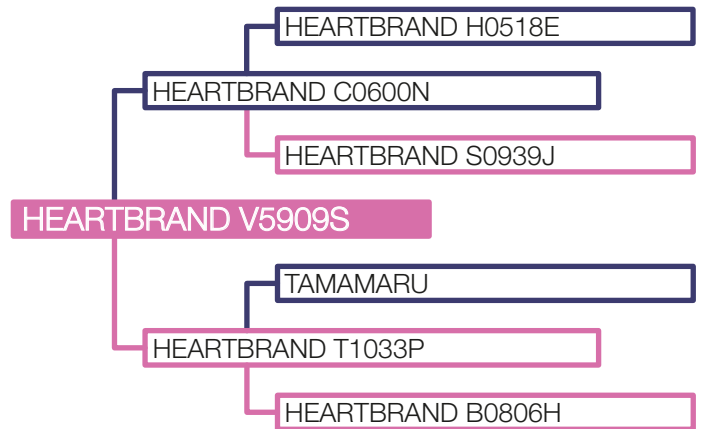 HEARTBRAND H0518E
HEARTBRAND C0600N
HEARTBRAND S0939J
HEARTBRAND V5909S
TAMAMARU
HEARTBRAND T1033P
HEARTBRAND B0806H